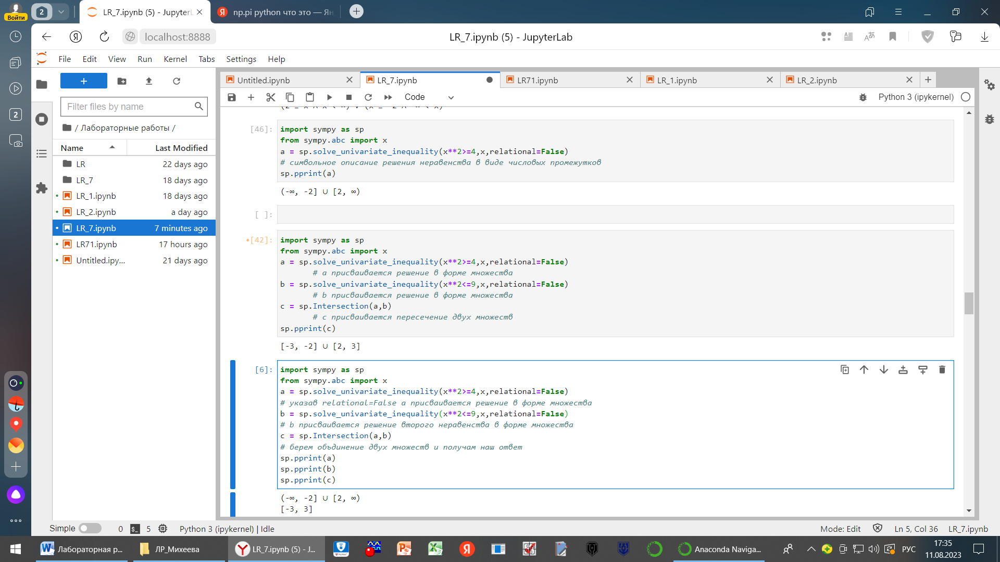 Войти
2
LR_7.ipynb (5) - JupyterL
np.pi python что это — Ян
localhost:8888
LR_7.ipynb (5) - JupyterLab
File Edit View Run Kernel Tabs Settings Help
Untitled.ipynb
LR_7.ipynb
LR71.ipynb
LR_1.ipynb
LR_2.ipynb
Code
Python 3 (ipykernel)
Filter files by name
/ Лабораторные работы /
Name Last Modified
LR 22 days ago
LR_7 18 days ago
LR_1.ipynb 18 days ago
LR_2.ipynb a day ago
LR_7.ipynb 7 minutes ago
LR71.ipynb 17 hours ago
Untitled.ipy... 21 days ago
2
[46]:
import sympy as sp
from sympy.abc import x
a = sp.solve_univariate_inequality(x**2>=4,x,relational=False)
# символьное описание решения неравенства в виде числовых промежутков
sp.pprint(a)
(-∞, -2] ∪ [2, ∞)
[ ]:
[42]:
import sympy as sp
from sympy.abc import x
a = sp.solve_univariate_inequality(x**2>=4,x,relational=False)
# a присваивается решение в форме множества
b = sp.solve_univariate_inequality(x**2<=9,x,relational=False)
# b присваивается решение в форме множества
c = sp.Intersection(a,b)
# c присваивается пересечение двух множеств
sp.pprint(c)
[-3, -2] ∪ [2, 3]
[6]:
import sympy as sp
from sympy.abc import x
a = sp.solve_univariate_inequality(x**2>=4,x,relational=False)
# указав relational=False a присваивается решение в форме множества
b = sp.solve_univariate_inequality(x**2<=9,x,relational=False)
# b присваивается решение второго неравенства в форме множества
c = sp.Intersection(a,b)
# берем объдинение двух множеств и получам наш ответ
sp.pprint(a)
sp.pprint(b)
sp.pprint(c)
(-∞, -2] ∪ [2, ∞)
[-3, 3]
Simple 0 5 Python 3 (ipykernel) | Idle
Mode: Edit Ln 5, Col 36 LR_7.ipynb
Лабораторная р...
ЛР_Михеева
LR_7.ipynb (5) - J...
Anaconda Naviga...
РУС
17:35
11.08.2023